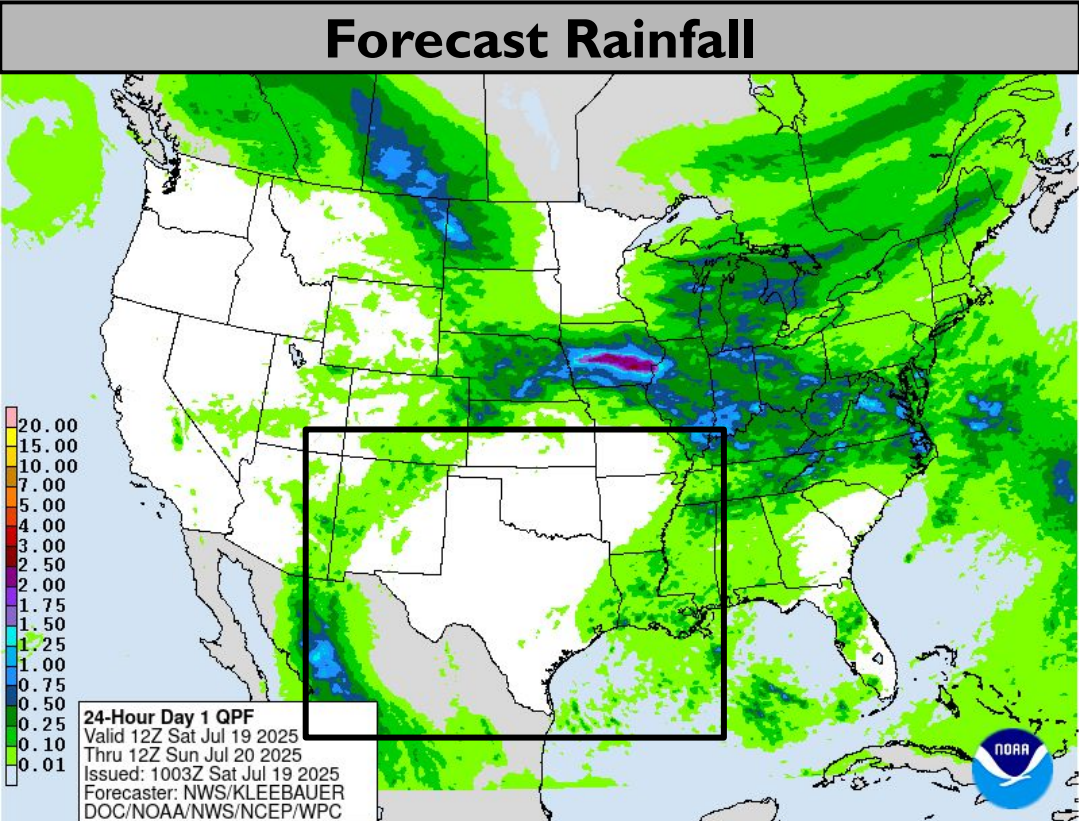 Forecast Rainfall
20.00
15.00
10.00
7.00
5.00
4.00
3.00
2.50
2.00
1.75
1.50
1.25
1.00
0.75
0.50
0.25
0.10
0.01
24-Hour Day 1 QPF
Valid 12Z Sat Jul 19 2025
Thru 12Z Sun Jul 20 2025
Issued: 1003Z Sat Jul 19 2025
Forecaster: NWS/KLEEBAUER
DOC/NOAA/NWS/NCEP/WPC
NOAA